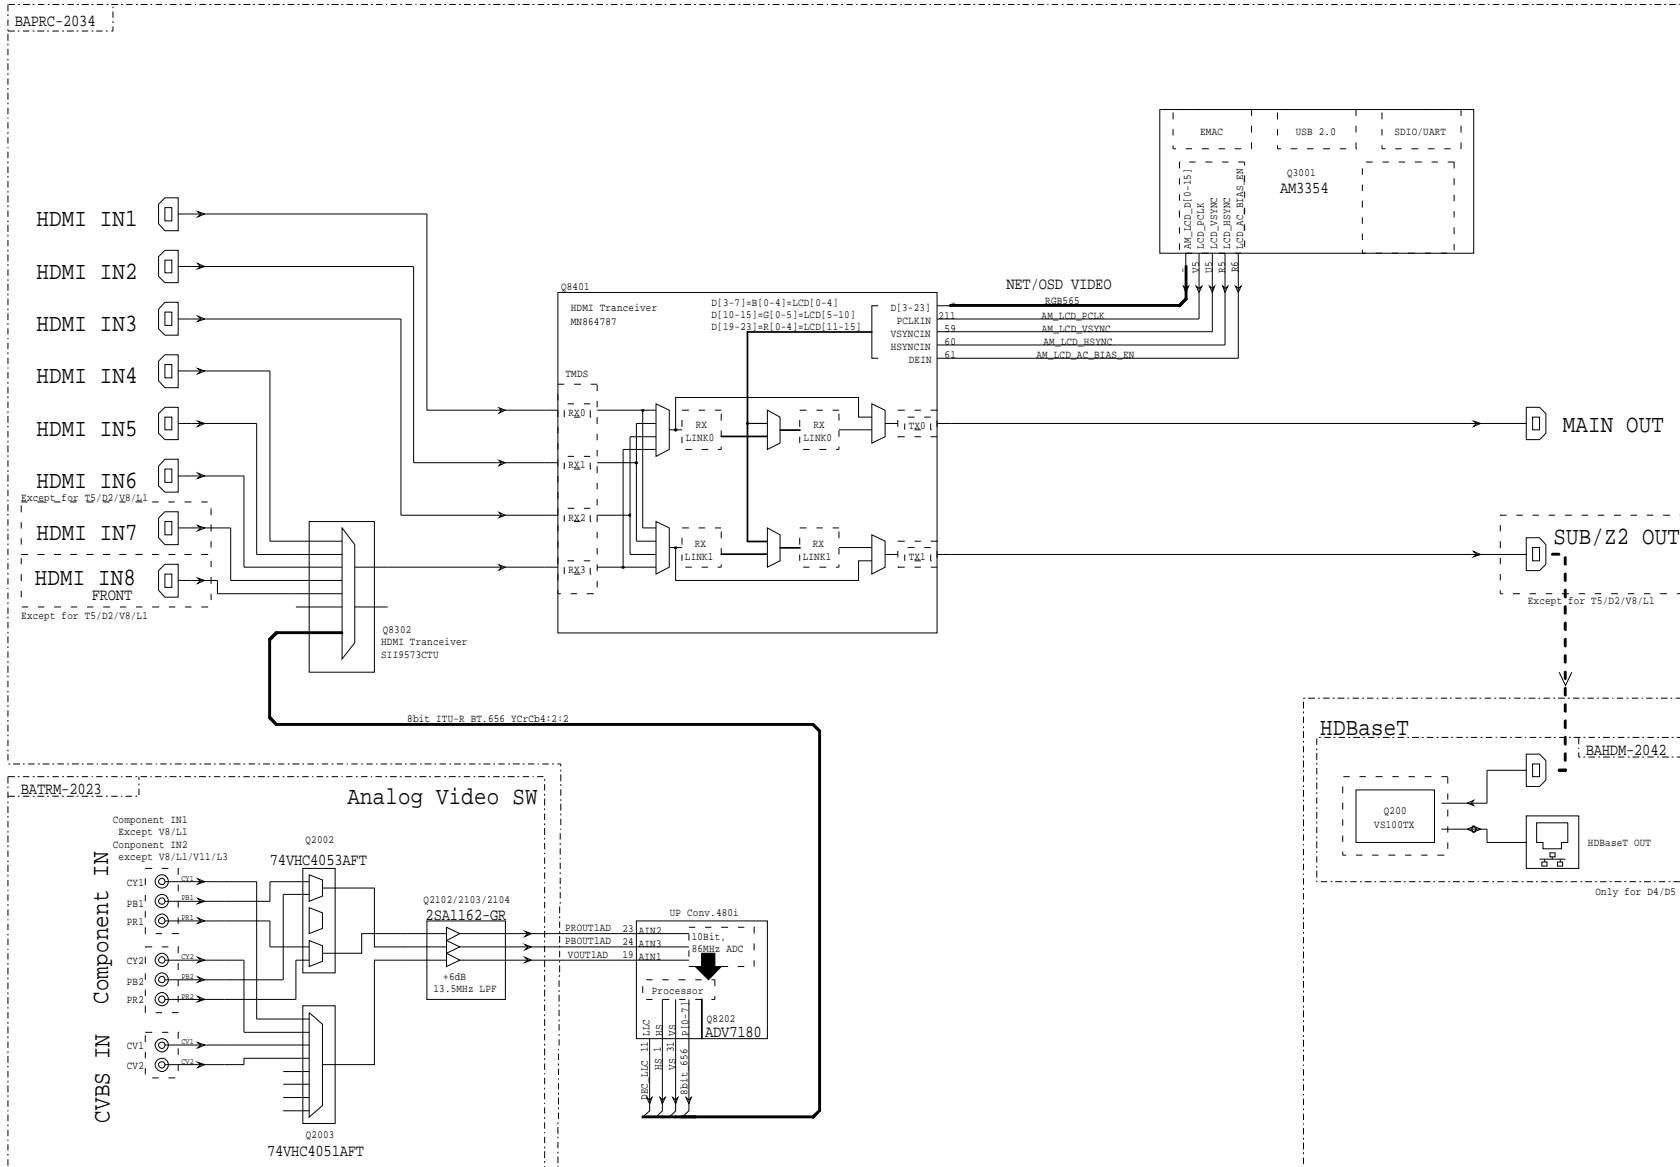 BAPRC-2034
EMAC
USB 2.0
SDIO/UART
Q3001
AM3354
AM_LCD_D[0-15]
LCD_PCLK
LCD_VSYNC
LCD_HSYNC
LCD_AC_BIAS_EN
V5
U5
R5
R6
HDMI IN1
HDMI IN2
HDMI IN3
HDMI IN4
HDMI IN5
HDMI IN6
Except for T5/D2/V8/L1
HDMI IN7
HDMI IN8
FRONT
Except for T5/D2/V8/L1
Q8302
HDMI Tranceiver
SII9573CTU
Q8401
HDMI Tranceiver
MN864787
D[3-7]=B[0-4]=LCD[0-4]
D[10-15]=G[0-5]=LCD[5-10]
D[19-23]=R[0-4]=LCD[11-15]
D[3-23]
PCLKIN
VSYNCIN
HSYNCIN
DEIN
211
59
60
61
NET/OSD VIDEO
RGB565
AM_LCD_PCLK
AM_LCD_VSYNC
AM_LCD_HSYNC
AM_LCD_AC_BIAS_EN
TMDS
RX0
RX1
RX2
RX3
RX
LINK0
RX
LINK0
TX0
RX
LINK1
RX
LINK1
TX1
MAIN OUT
SUB/Z2 OUT
Except for T5/D2/V8/L1
8bit ITU-R BT.656 YCrCb4:2:2
HDBaseT
BAHDM-2042
Q200
VS100TX
HDBaseT OUT
Only for D4/D5
BATRM-2023
Analog Video SW
Component IN1
Except V8/L1
Component IN2
except V8/L1/V11/L3
Component IN
CY1
CY1
PB1
PB1
PR1
PR1
CY2
CY2
PB2
PB2
PR2
PR2
CVBS IN
CV1
CV1
CV2
CV2
Q2002
74VHC4053AFT
Q2003
74VHC4051AFT
Q2102/2103/2104
2SA1162-GR
+6dB
13.5MHz LPF
PROUT1AD 23 AIN2
PBOUT1AD 24 AIN3
VOUT1AD 19 AIN1
UP Conv.480i
10Bit,
86MHz ADC
Processor
Q8202
ADV7180
LLC
HS
VS
P[0-7]
DEC_LLC 11
HS 1
VS 31
8bit 656